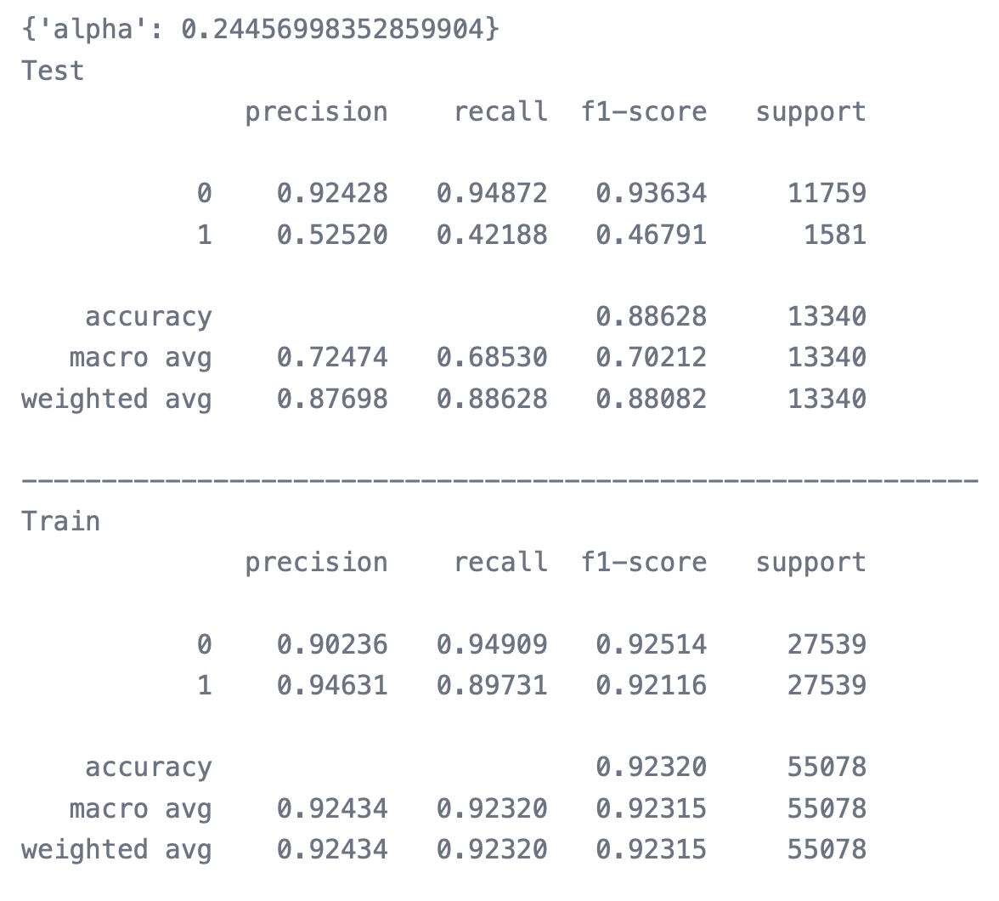 {'alpha': 0.24456998352859904}
Test
precision recall f1-score support
0 0.92428 0.94872 0.93634 11759
1 0.52520 0.42188 0.46791 1581
accuracy 0.88628 13340
macro avg 0.72474 0.68530 0.70212 13340
weighted avg 0.87698 0.88628 0.88082 13340
------------------------------------------------------------
Train
precision recall f1-score support
0 0.90236 0.94909 0.92514 27539
1 0.94631 0.89731 0.92116 27539
accuracy 0.92320 55078
macro avg 0.92434 0.92320 0.92315 55078
weighted avg 0.92434 0.92320 0.92315 55078